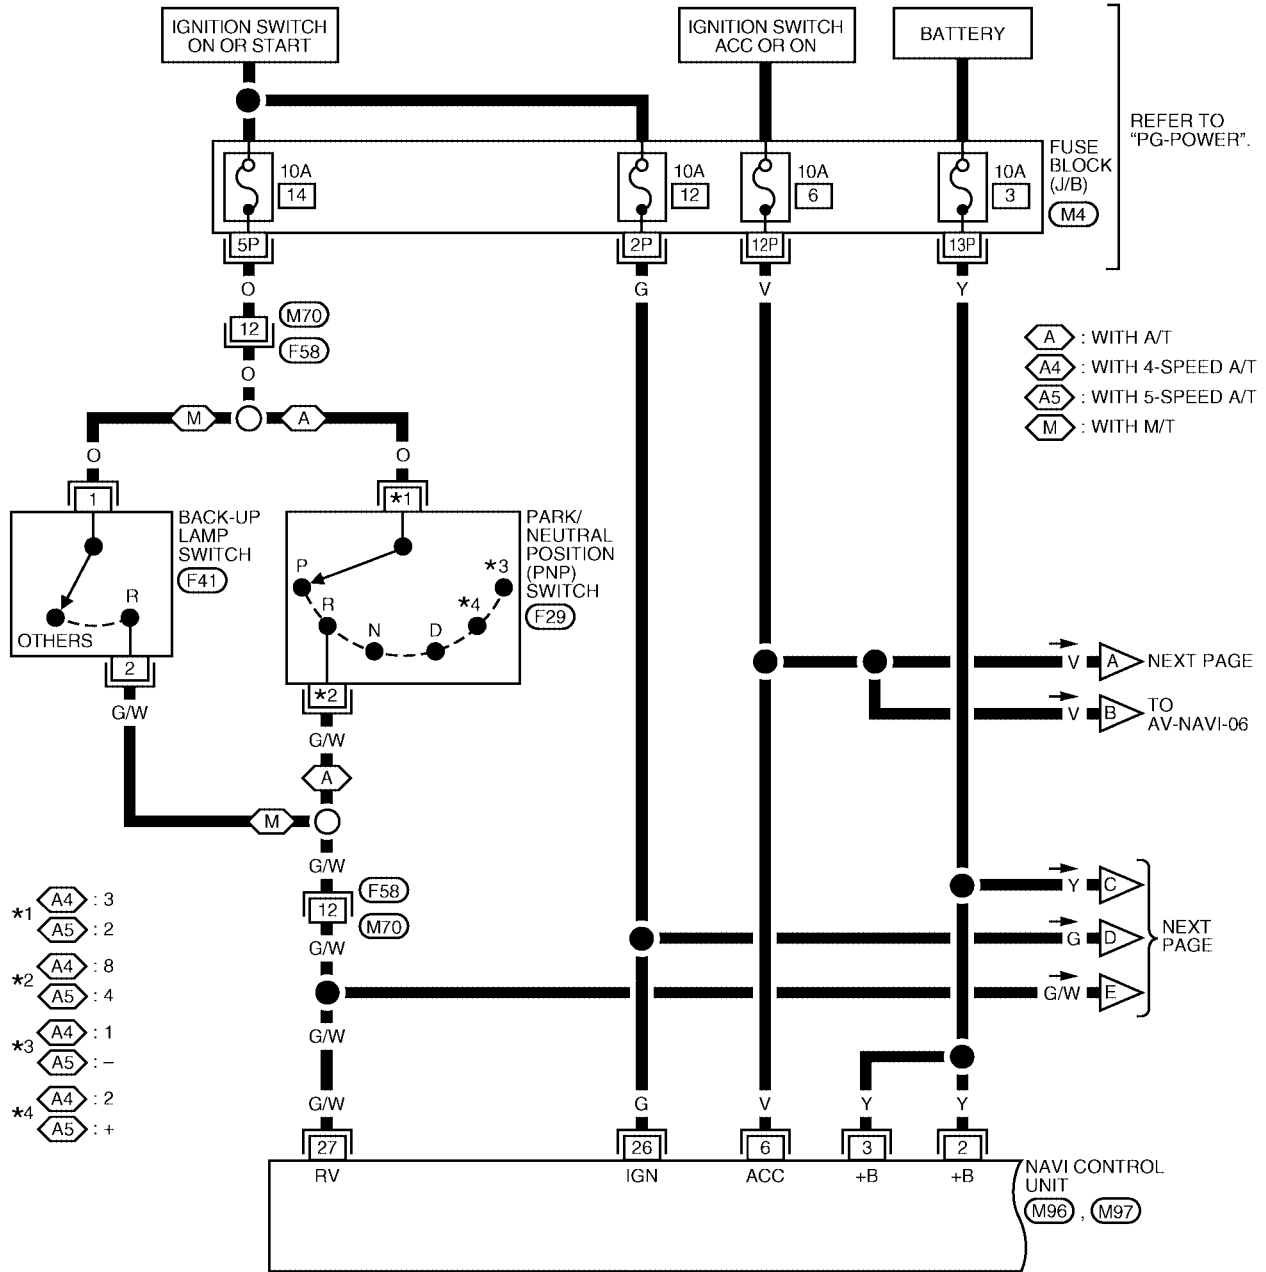 IGNITION SWITCH
ON OR START
IGNITION SWITCH
ACC OR ON
BATTERY
REFER TO
"PG-POWER".
10A
14
10A
12
10A
6
10A
3
FUSE
BLOCK
(J/B)
M4
5P
2P
12P
13P
O
G
V
Y
12
M70
F58
O
A : WITH A/T
A4 : WITH 4-SPEED A/T
A5 : WITH 5-SPEED A/T
M : WITH M/T
M
A
O
O
1
*1
BACK-UP
LAMP
SWITCH
F41
R
OTHERS
2
G/W
PARK/
NEUTRAL
POSITION
(PNP)
SWITCH
F29
P
R
N
D
*4
*3
*2
G/W
A
M
G/W
V
A
NEXT PAGE
V
B
TO
AV-NAVI-06
F58
12
M70
G/W
Y
C
G
D
G/W
E
NEXT
PAGE
*1
A4 : 3
A5 : 2
*2
A4 : 8
A5 : 4
*3
A4 : 1
A5 : –
*4
A4 : 2
A5 : +
G/W
G/W
G
V
Y
Y
27
26
6
3
2
RV
IGN
ACC
+B
+B
NAVI CONTROL
UNIT
M96 , M97